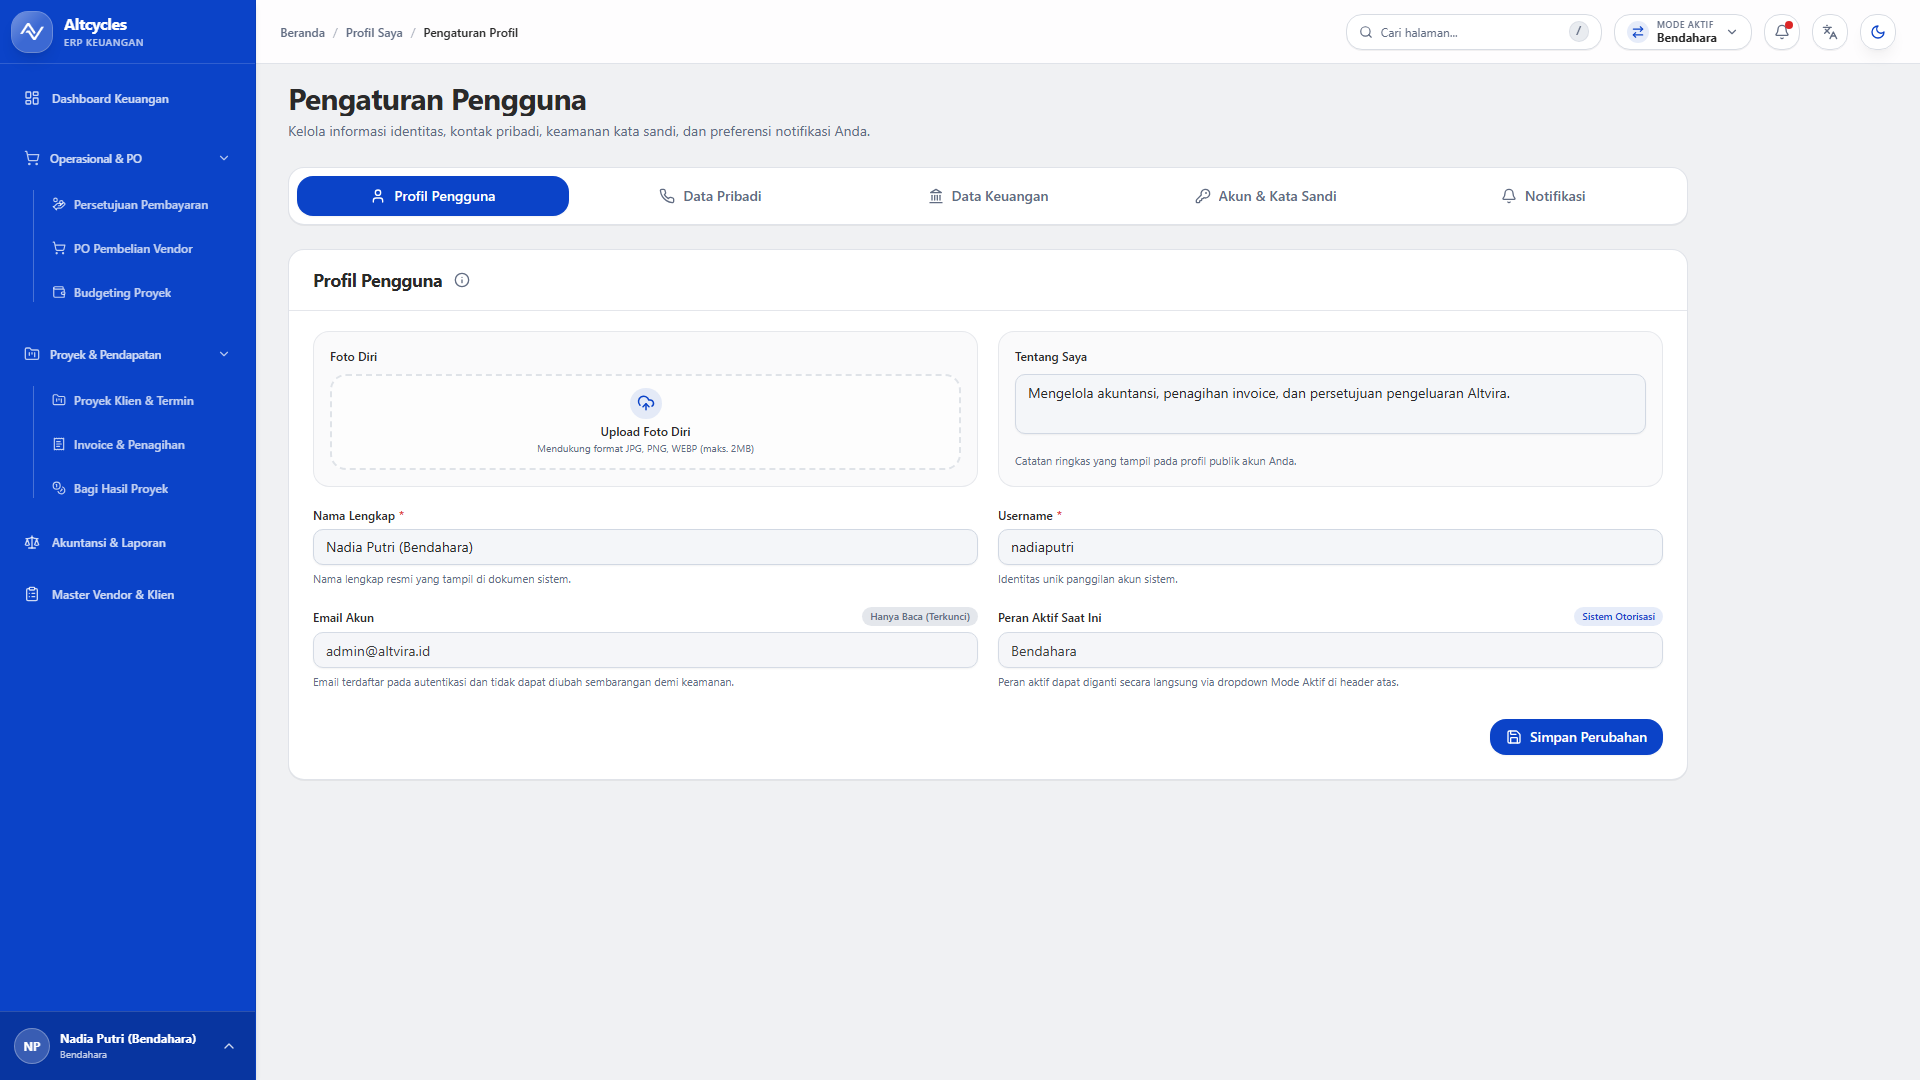 Altcycles
ERP KEUANGAN
Dashboard Keuangan
Operasional & PO
Persetujuan Pembayaran
PO Pembelian Vendor
Budgeting Proyek
Proyek & Pendapatan
Proyek Klien & Termin
Invoice & Penagihan
Bagi Hasil Proyek
Akuntansi & Laporan
Master Vendor & Klien
NP
Nadia Putri (Bendahara)
Bendahara
Beranda / Profil Saya / Pengaturan Profil
Cari halaman...
/
MODE AKTIF
Bendahara
Pengaturan Pengguna
Kelola informasi identitas, kontak pribadi, keamanan kata sandi, dan preferensi notifikasi Anda.
Profil Pengguna
Data Pribadi
Data Keuangan
Akun & Kata Sandi
Notifikasi
Profil Pengguna
Foto Diri
Upload Foto Diri
Mendukung format JPG, PNG, WEBP (maks. 2MB)
Tentang Saya
Mengelola akuntansi, penagihan invoice, dan persetujuan pengeluaran Altvira.
Catatan ringkas yang tampil pada profil publik akun Anda.
Nama Lengkap *
Nadia Putri (Bendahara)
Nama lengkap resmi yang tampil di dokumen sistem.
Username *
nadiaputri
Identitas unik panggilan akun sistem.
Email Akun
Hanya Baca (Terkunci)
admin@altvira.id
Email terdaftar pada autentikasi dan tidak dapat diubah sembarangan demi keamanan.
Peran Aktif Saat Ini
Sistem Otorisasi
Bendahara
Peran aktif dapat diganti secara langsung via dropdown Mode Aktif di header atas.
Simpan Perubahan